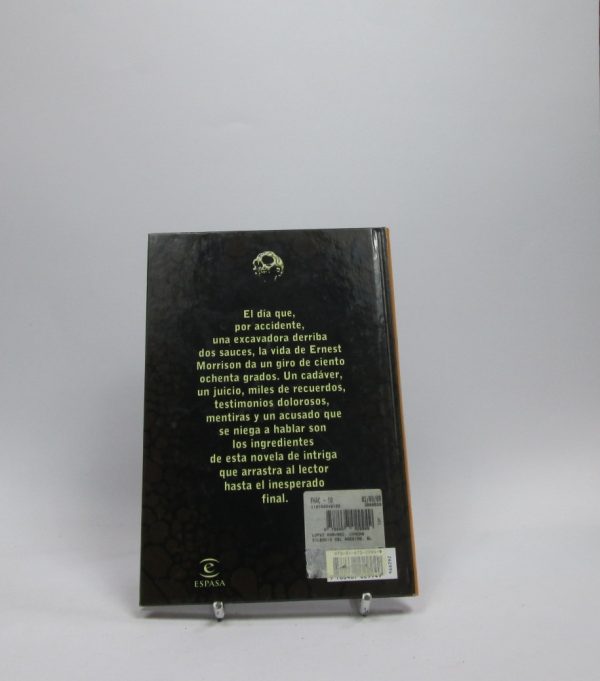 El día que,
por accidente,
una excavadora derriba
dos sauces, la vida de Ernest
Morrison da un giro de ciento
ochenta grados. Un cadáver,
un juicio, miles de recuerdos,
testimonios dolorosos,
mentiras y un acusado que
se niega a hablar son
los ingredientes
de esta novela de intriga
que arrastra al lector
hasta el inesperado
final.
e
ESPASA